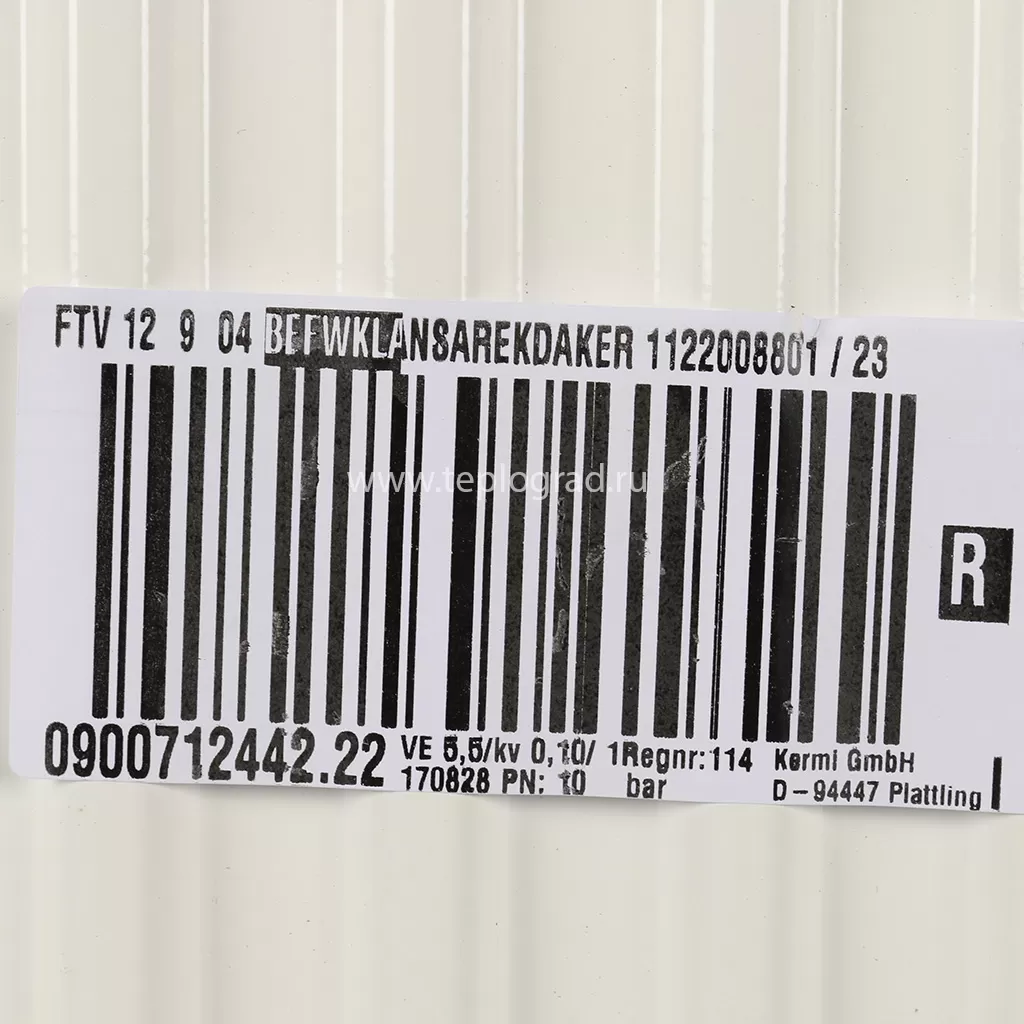 FTV 12 9 04 BEFWKLANSAREKDAKER 1122008801 / 23
www.teplograd.ru
R
0900712442.22
VE 5,5/kv 0,10/ 1Regnr:114
170828 PN: 10 bar
Kermi GmbH
D-94447 Plattling